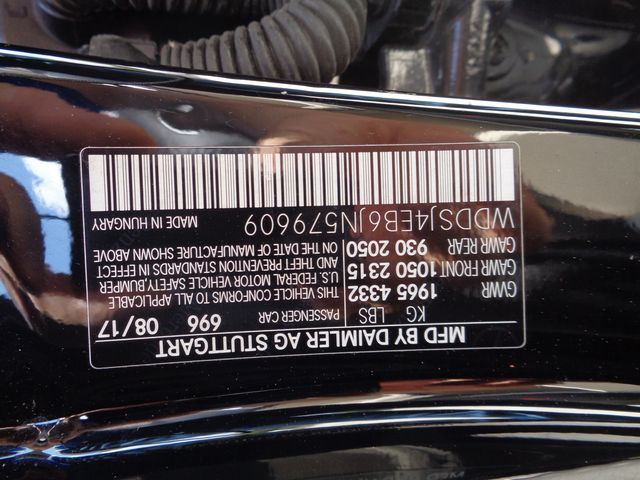 MFD BY DAIMLER AG STUTTGART
KG LBS PASSENGER CAR 696 08/17
GVWR 1965 4332
GAWR FRONT 1050 2315
GAWR REAR 930 2050
THIS VEHICLE CONFORMS TO ALL APPLICABLE
U.S. FEDERAL MOTOR VEHICLE SAFETY,BUMPER
AND THEFT PREVENTION STANDARDS IN EFFECT
ON THE DATE OF MANUFACTURE SHOWN ABOVE
WDDSJ4EB6JN579609 MADE IN HUNGARY